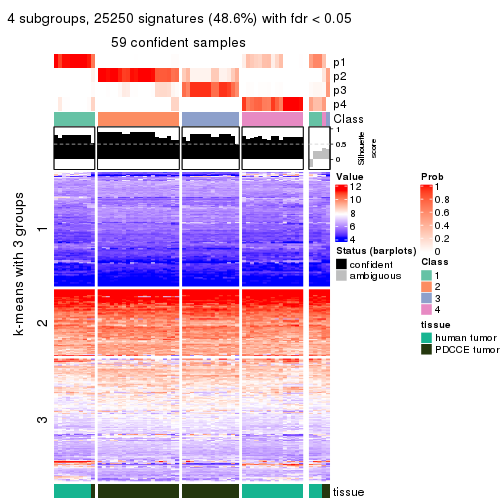 4 subgroups, 25250 signatures (48.6%) with fdr < 0.05
59 confident samples
p1
p2
p3
p4
Class
1
0.5
0
Silhouette
score
k-means with 3 groups
1
2
3
Value
12
10
8
6
4
Status (barplots)
confident
ambiguous
Prob
1
0.8
0.6
0.4
0.2
0
Class
1
2
3
4
tissue
human tumor
PDCCE tumor
tissue